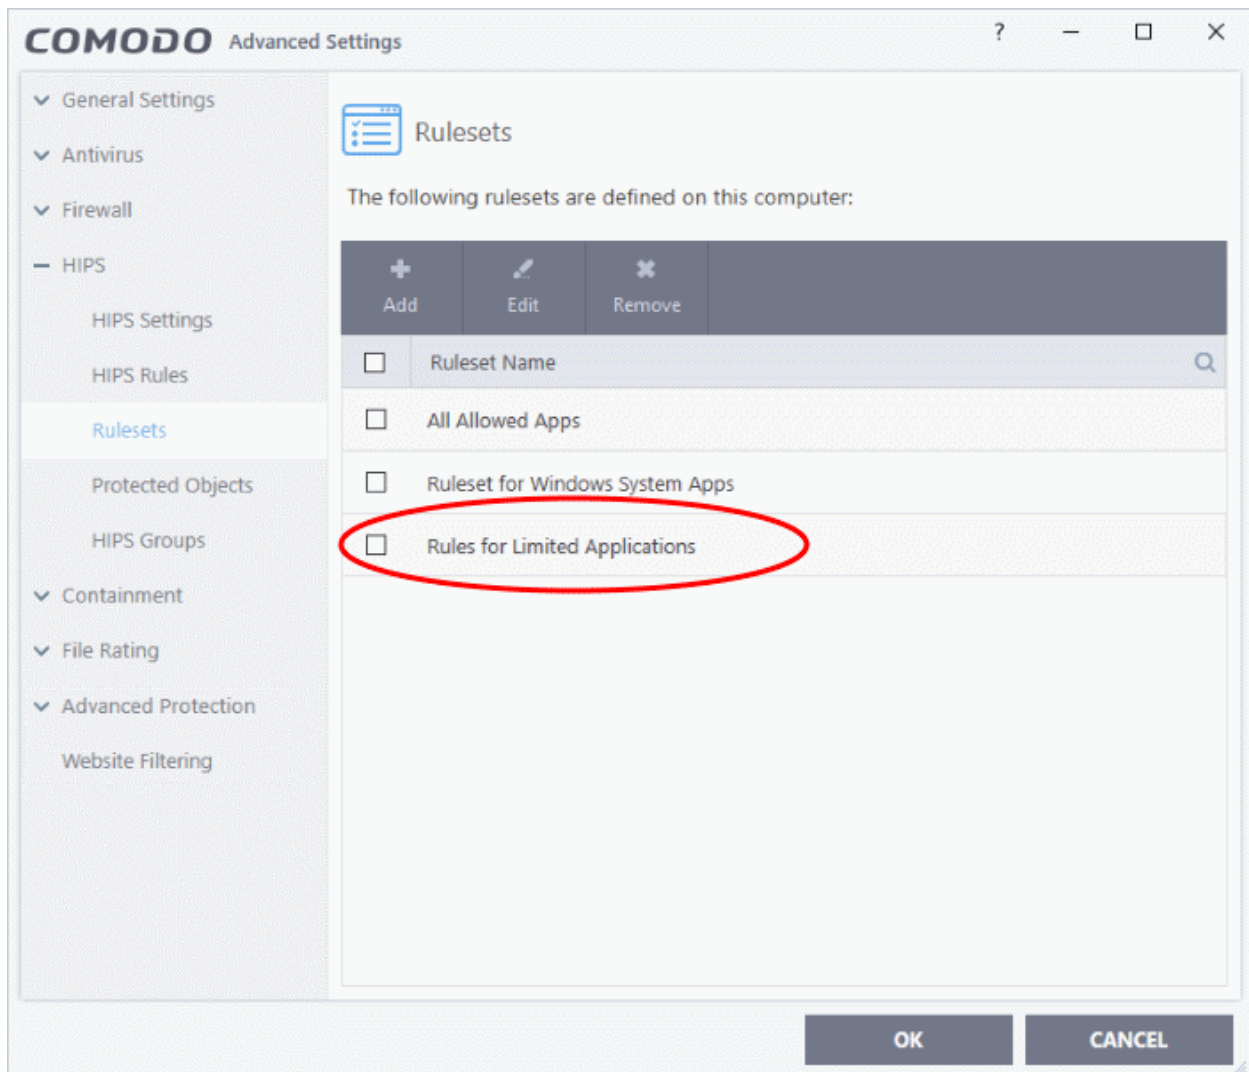 COMODO Advanced Settings ?
General Settings
Antivirus
Firewall
HIPS
HIPS Settings
HIPS Rules
Rulesets
Protected Objects
HIPS Groups
Containment
File Rating
Advanced Protection
Website Filtering
Rulesets
The following rulesets are defined on this computer:
Add Edit Remove
Ruleset Name
All Allowed Apps
Ruleset for Windows System Apps
Rules for Limited Applications
OK CANCEL